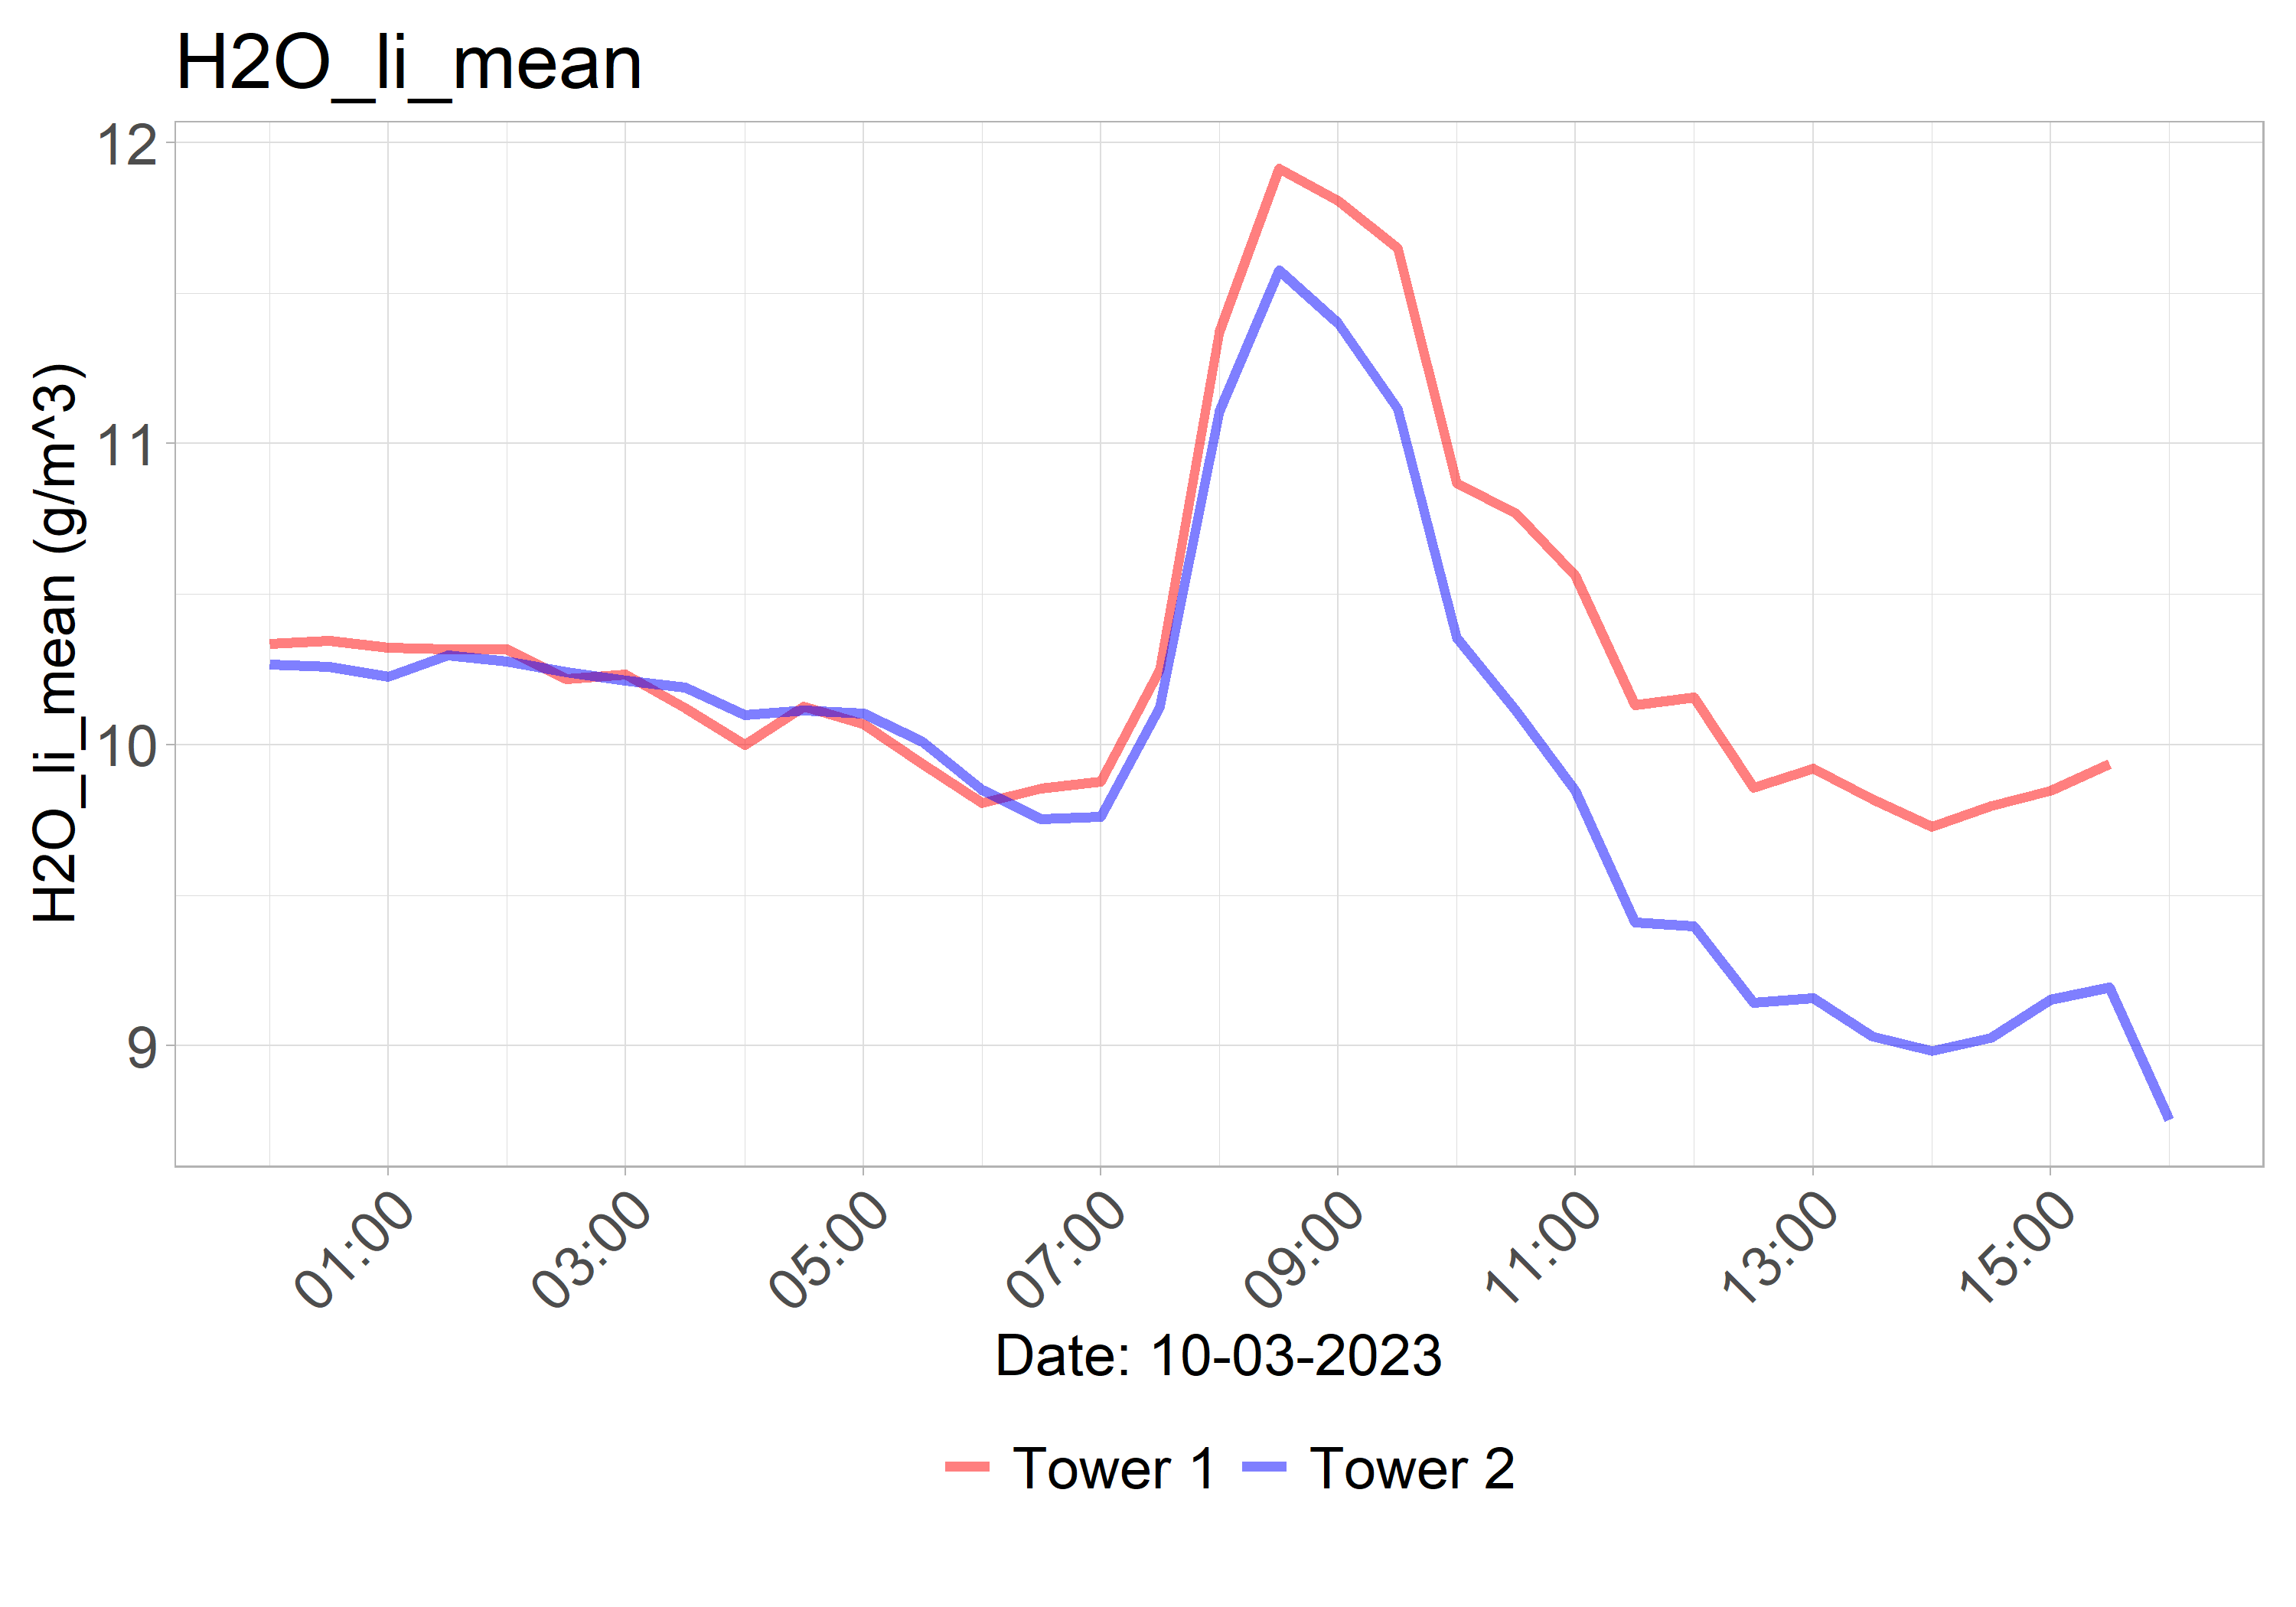 H2O_li_mean
H2O_li_mean (g/m^3)
12
11
10
9
01:00 03:00 05:00 07:00 09:00 11:00 13:00 15:00
Date: 10-03-2023
Tower 1 Tower 2